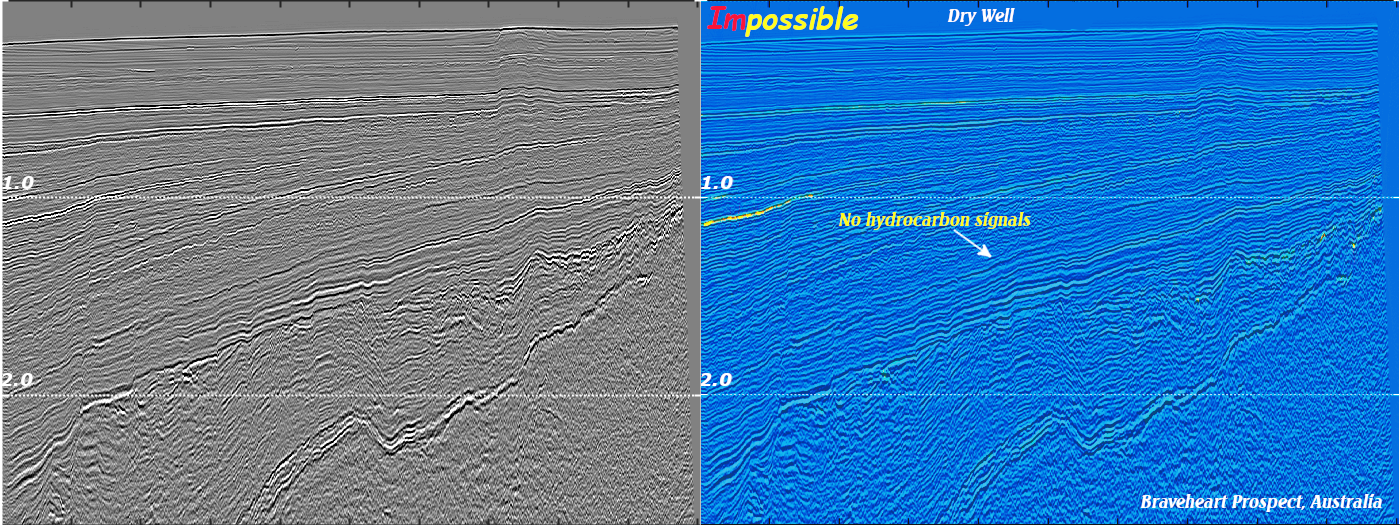 Impossible
Dry Well
1.0
1.0
No hydrocarbon signals
2.0
2.0
Braveheart Prospect, Australia